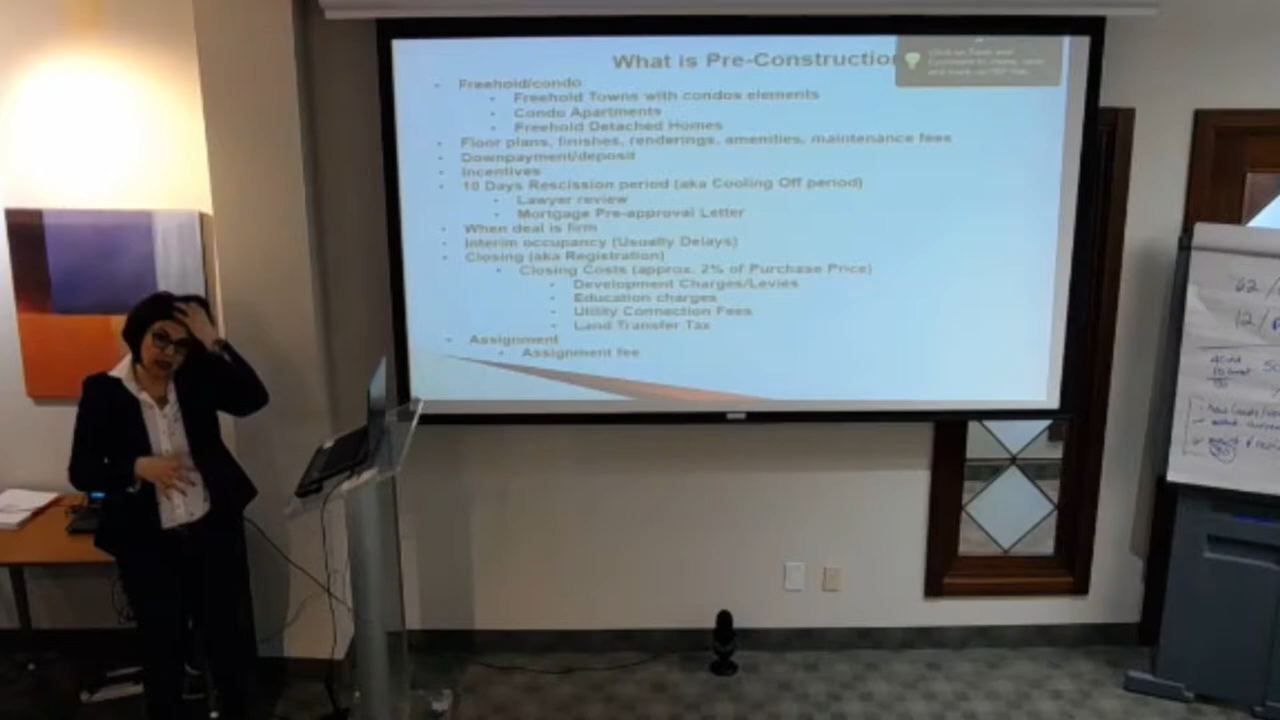 What is Pre-Construction
Freehold/condo
Freehold Towns with condos elements
Condo Apartments
Freehold Detached Homes
Floor plans, finishes, renderings, amenities, maintenance fees
Downpayment/deposit
Incentives
10 Days Rescission period (aka Cooling Off period)
Lawyer review
Mortgage Pre-approval Letter
When deal is firm
Interim occupancy (Usually Delays)
Closing (aka Registration)
Closing Costs (approx. 2% of Purchase Price)
Development Charges/Levies
Education charges
Utility Connection Fees
Land Transfer Tax
Assignment
Assignment fee
62 /
12 /
50